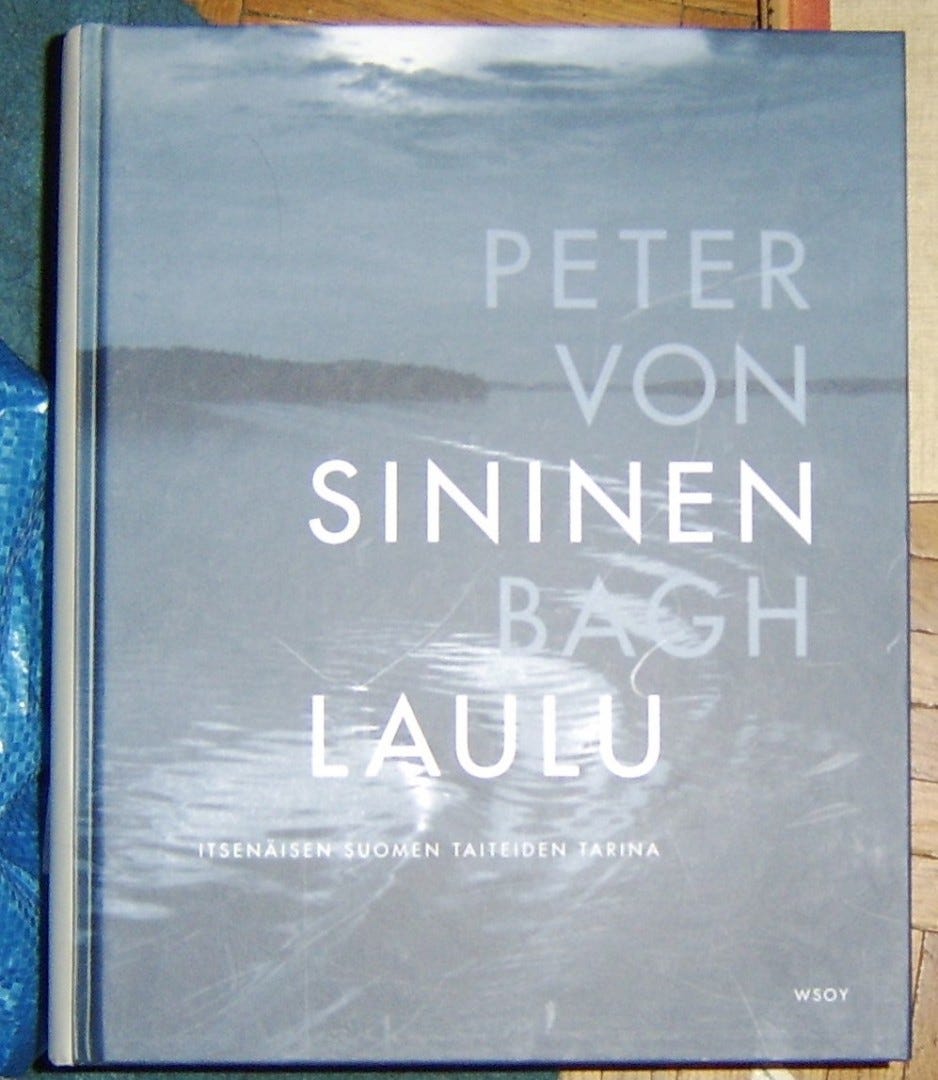 PETER
VON
SININEN
BAGH
LAULU
ITSENÄISEN SUOMEN TAITEIDEN TARINA
WSOY